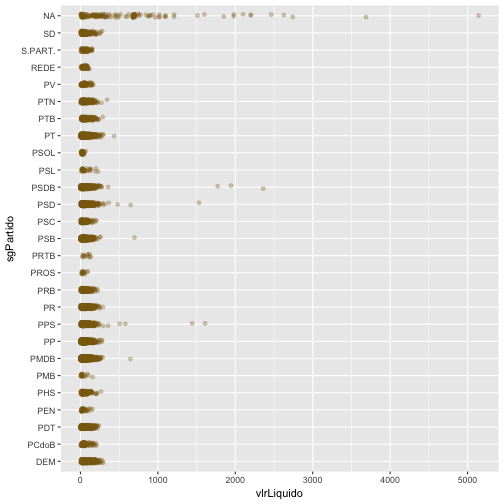 sgPartido
NA
SD
S.PART.
REDE
PV
PTN
PTB
PT
PSOL
PSL
PSDB
PSD
PSC
PSB
PRTB
PROS
PRB
PR
PPS
PP
PMDB
PMB
PHS
PEN
PDT
PCdoB
DEM
0 1000 2000 3000 4000 5000
vlrLiquido